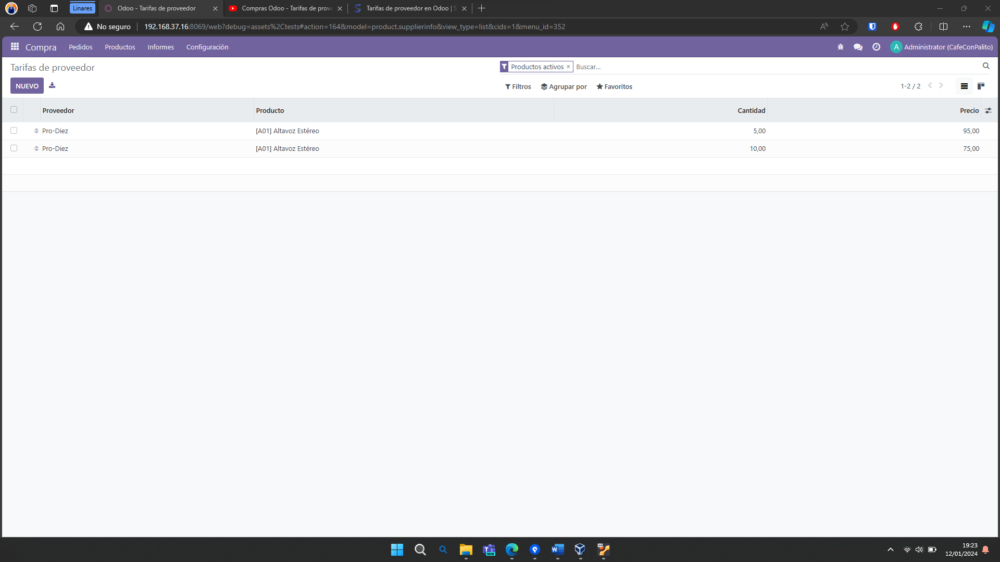 Linares
Odoo - Tarifas de proveedor
Compras Odoo - Tarifas de prove
Tarifas de proveedor en Odoo | S
No seguro
192.168.37.16:8069/web?debug=assets%2Ctests#action=164&model=product.supplierinfo&view_type=list&cids=1&menu_id=352
Compra
Pedidos
Productos
Informes
Configuración
A
Administrator (CafeConPalito)
Tarifas de proveedor
Productos activos ×
Buscar...
NUEVO
Filtros
Agrupar por
Favoritos
1-2 / 2
Proveedor Producto Cantidad Precio
Pro-Diez [A01] Altavoz Estéreo 5,00 95,00
Pro-Diez [A01] Altavoz Estéreo 10,00 75,00
NEW
19:23
12/01/2024